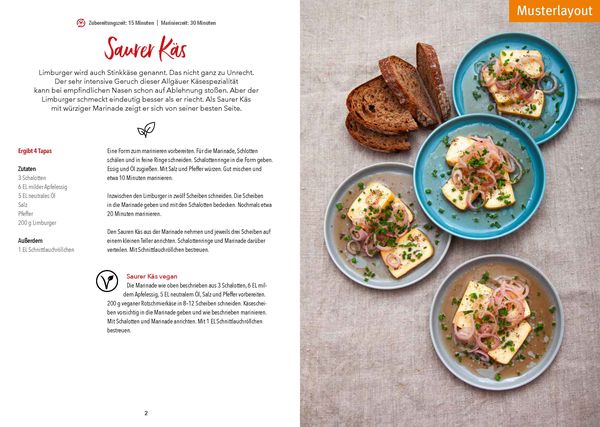 Musterlayout
Zubereitungszeit: 15 Minuten | Marinierzeit: 30 Minuten
Saurer Käs
Limburger wird auch Stinkkäse genannt. Das nicht ganz zu Unrecht.
Der sehr intensive Geruch dieser Allgäuer Käsespezialität
kann bei empfindlichen Nasen schon auf Ablehnung stoßen. Aber der
Limburger schmeckt eindeutig besser als er riecht. Als Saurer Käs
mit würziger Marinade zeigt er sich von seiner besten Seite.
Ergibt 4 Tapas
Zutaten
3 Schalotten
6 EL milder Apfelessig
5 EL neutrales Öl
Salz
Pfeffer
200 g Limburger
Außerdem
1 EL Schnittlauchröllchen
Eine Form zum marinieren vorbereiten. Für die Marinade, Schlotten
schälen und in feine Ringe schneiden. Schalottenringe in die Form geben.
Essig und Öl zugießen. Mit Salz und Pfeffer würzen. Gut mischen und
etwa 10 Minuten marinieren.
Inzwischen den Limburger in zwölf Scheiben schneiden. Die Scheiben
in die Marinade geben und mit den Schalotten bedecken. Nochmals etwa
20 Minuten marinieren.
Den Sauren Käs aus der Marinade nehmen und jeweils drei Scheiben auf
einem kleinen Teller anrichten. Schalottenringe und Marinade darüber
verteilen. Mit Schnittlauchröllchen bestreuen.
Saurer Käs vegan
Die Marinade wie oben beschrieben aus 3 Schalotten, 6 EL mil-
dem Apfelessig, 5 EL neutralem Öl, Salz und Pfeffer vorbereiten.
200 g veganer Rotschmierkäse in 8–12 Scheiben schneiden. Käseschei-
ben vorsichtig in die Marinade geben und wie beschrieben marinieren.
Mit Schalotten und Marinade anrichten. Mit 1 EL Schnittlauchröllchen
bestreuen.
2